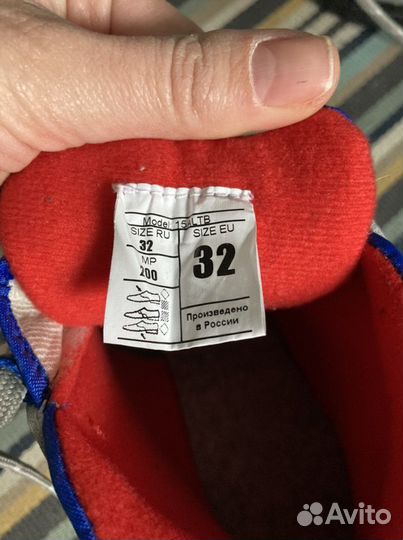 Model 15 LTB
SIZE RU
32
MP
200
SIZE EU
32
Произведено
в России
Avito